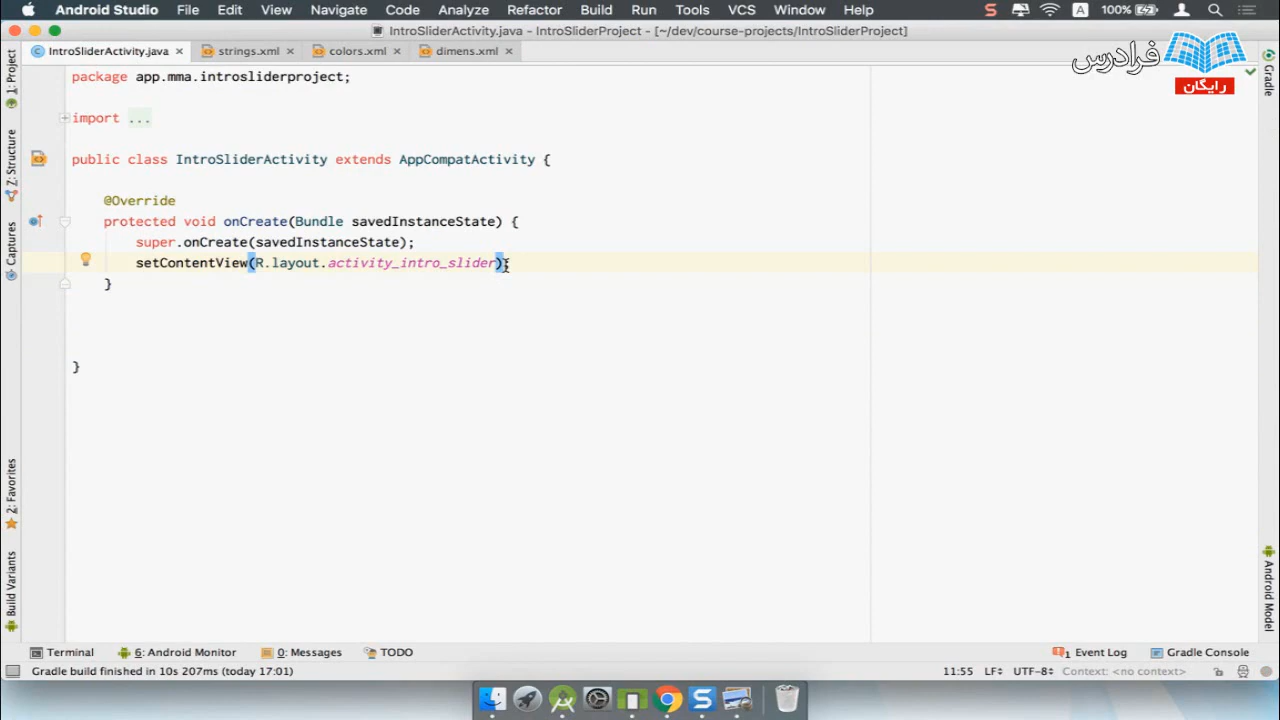 Android Studio File Edit View Navigate Code Analyze Refactor Build Run Tools VCS Window Help S A 100%
IntroSliderActivity.java - IntroSliderProject - [~/dev/course-projects/IntroSliderProject]
IntroSliderActivity.java strings.xml colors.xml dimens.xml
فرادرس
رایگان
package app.mma.introsliderproject;
import ...
public class IntroSliderActivity extends AppCompatActivity {
@Override
protected void onCreate(Bundle savedInstanceState) {
super.onCreate(savedInstanceState);
setContentView(R.layout.activity_intro_slider);
}
}
1: Project
Z: Structure
Captures
2: Favorites
Build Variants
Gradle
Android Model
Terminal 6: Android Monitor 0: Messages TODO 1 Event Log Gradle Console
Gradle build finished in 10s 207ms (today 17:01) 11:55 LF÷ UTF-8÷ Context: <no context>
S